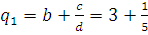 q₁ = b + c/d = 3 + 1/5